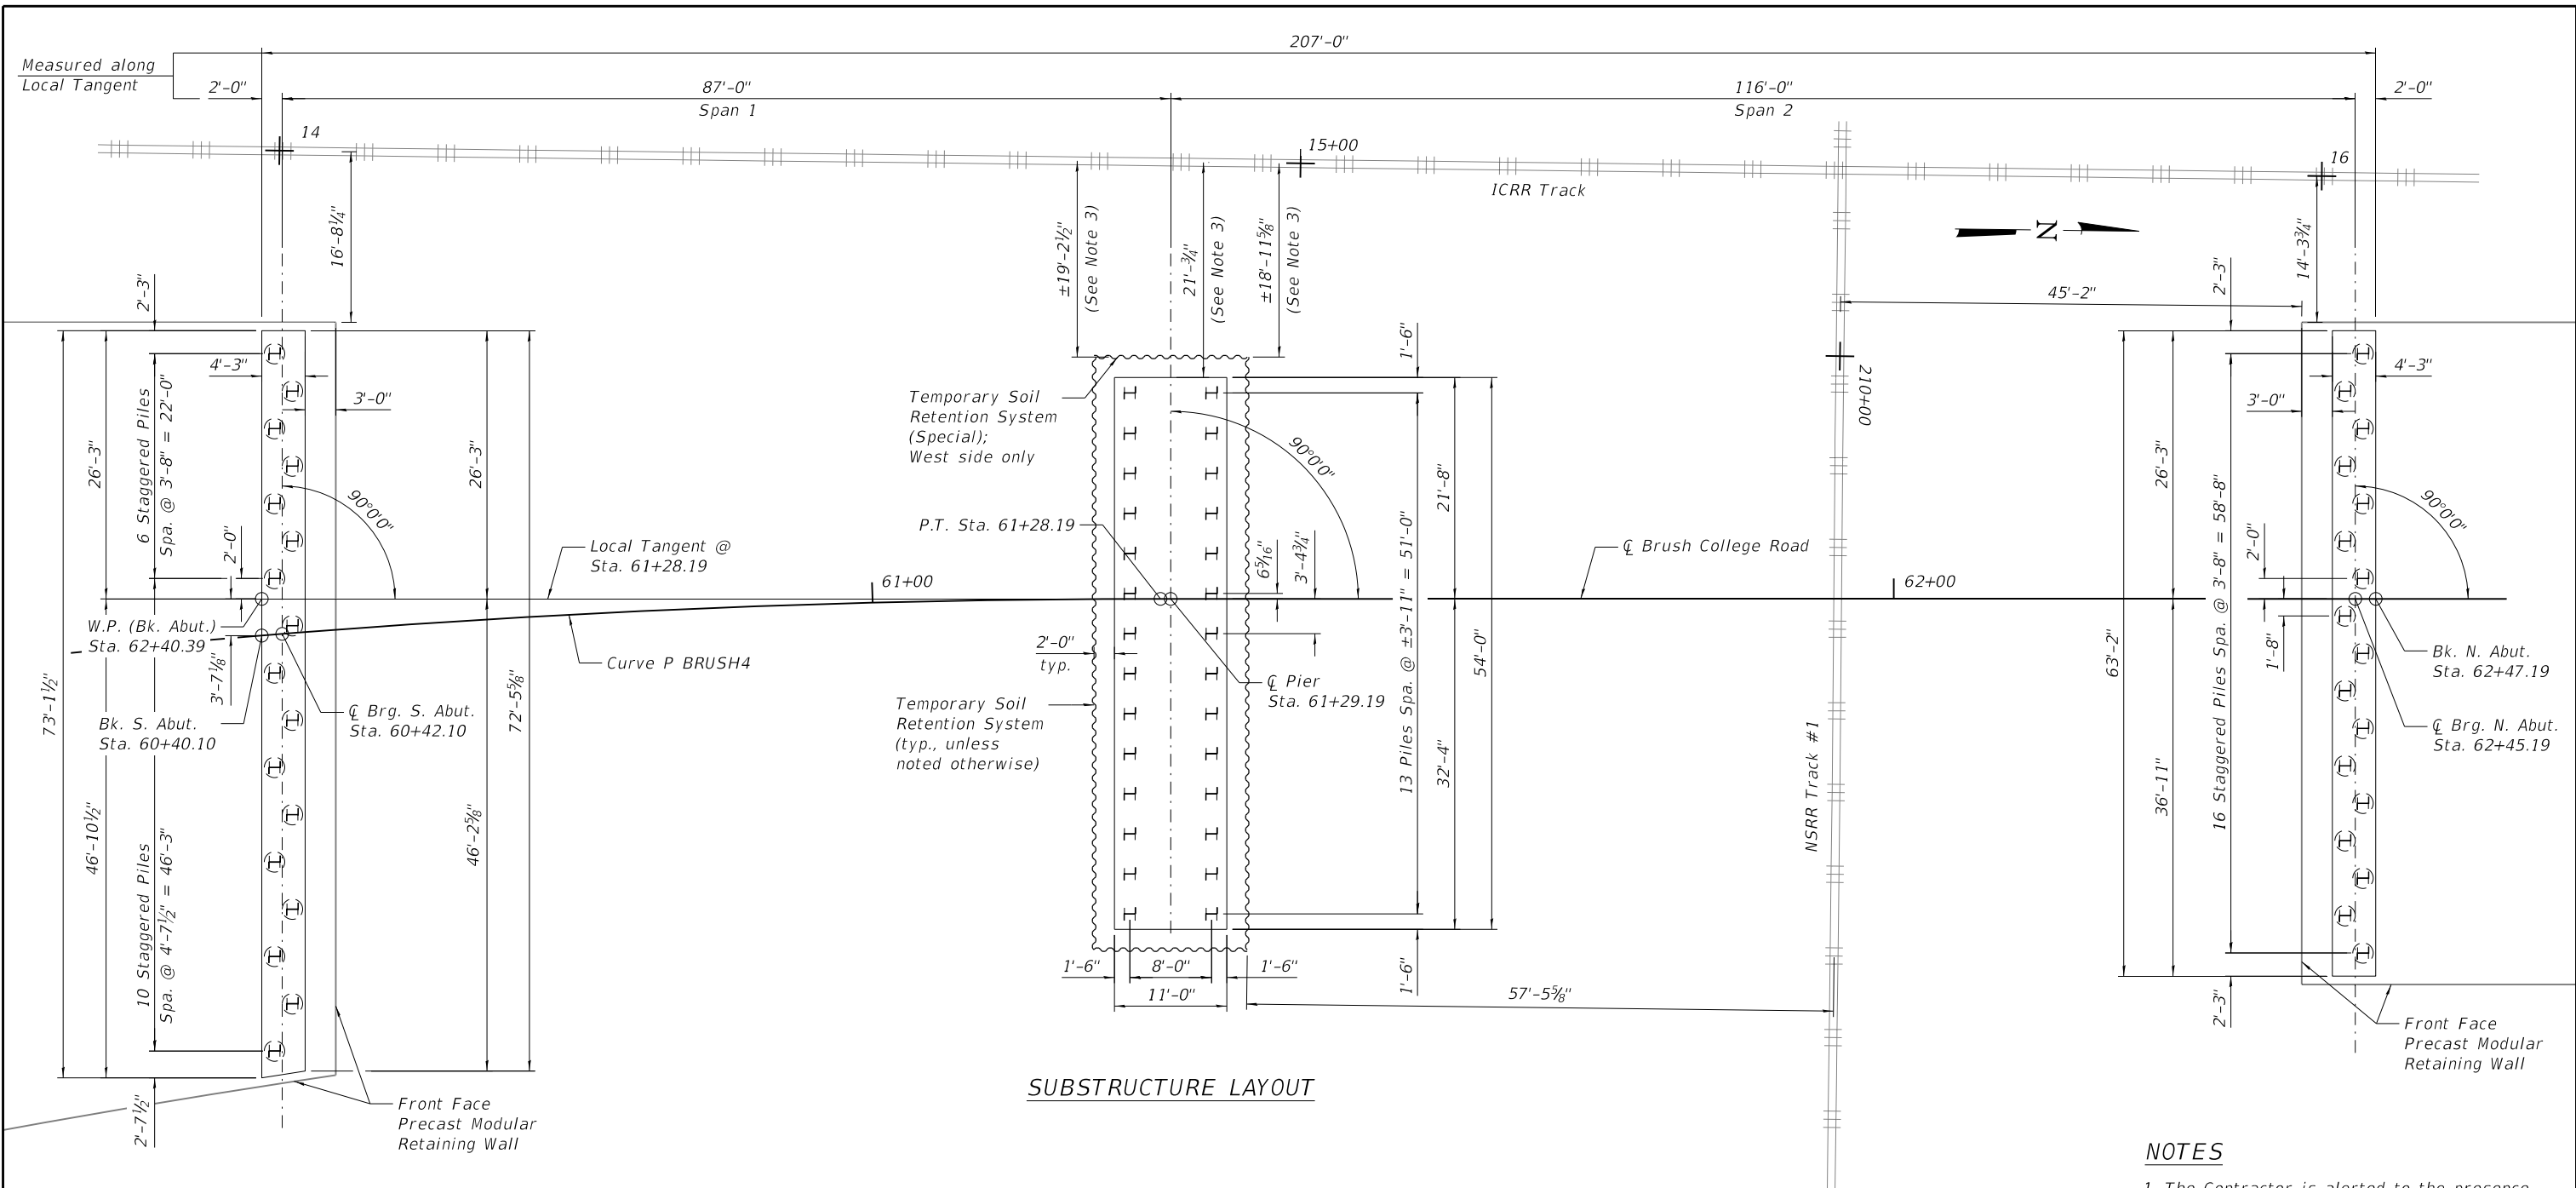 207'-0"
Measured along
Local Tangent
2'-0"
87'-0"
Span 1
116'-0"
Span 2
2'-0"
14
15+00
16
ICRR Track
N
16'-8¼"
±19'-2½"
(See Note 3)
21'-¾"
(See Note 3)
±18'-11⅝"
(See Note 3)
14'-3¾"
45'-2"
2'-3"
4'-3"
3'-0"
6 Staggered Piles
Spa. @ 3'-8" = 22'-0"
26'-3"
26'-3"
90°0'0"
2'-0"
Local Tangent @
Sta. 61+28.19
61+00
W.P. (Bk. Abut.)
Sta. 62+40.39
3'-7⅛"
Curve P BRUSH4
Bk. S. Abut.
Sta. 60+40.10
℄ Brg. S. Abut.
Sta. 60+42.10
73'-1½"
72'-5⅝"
46'-10½"
46'-2⅝"
10 Staggered Piles
Spa. @ 4'-7½" = 46'-3"
2'-7½"
Front Face
Precast Modular
Retaining Wall
Temporary Soil
Retention System
(Special);
West side only
P.T. Sta. 61+28.19
90°0'0"
1'-6"
21'-8"
6 5/16"
3'-4¾"
2'-0"
typ.
℄ Pier
Sta. 61+29.19
Temporary Soil
Retention System
(typ., unless
noted otherwise)
13 Piles Spa. @ ±3'-11" = 51'-0"
54'-0"
32'-4"
1'-6"
8'-0"
1'-6"
11'-0"
1'-6"
57'-5⅝"
℄ Brush College Road
62+00
210+00
NSRR Track #1
2'-3"
4'-3"
3'-0"
26'-3"
90°0'0"
2'-0"
1'-8"
63'-2"
36'-11"
16 Staggered Piles Spa. @ 3'-8" = 58'-8"
2'-3"
Bk. N. Abut.
Sta. 62+47.19
℄ Brg. N. Abut.
Sta. 62+45.19
Front Face
Precast Modular
Retaining Wall
SUBSTRUCTURE LAYOUT
NOTES
1. The Contractor is alerted to the presence